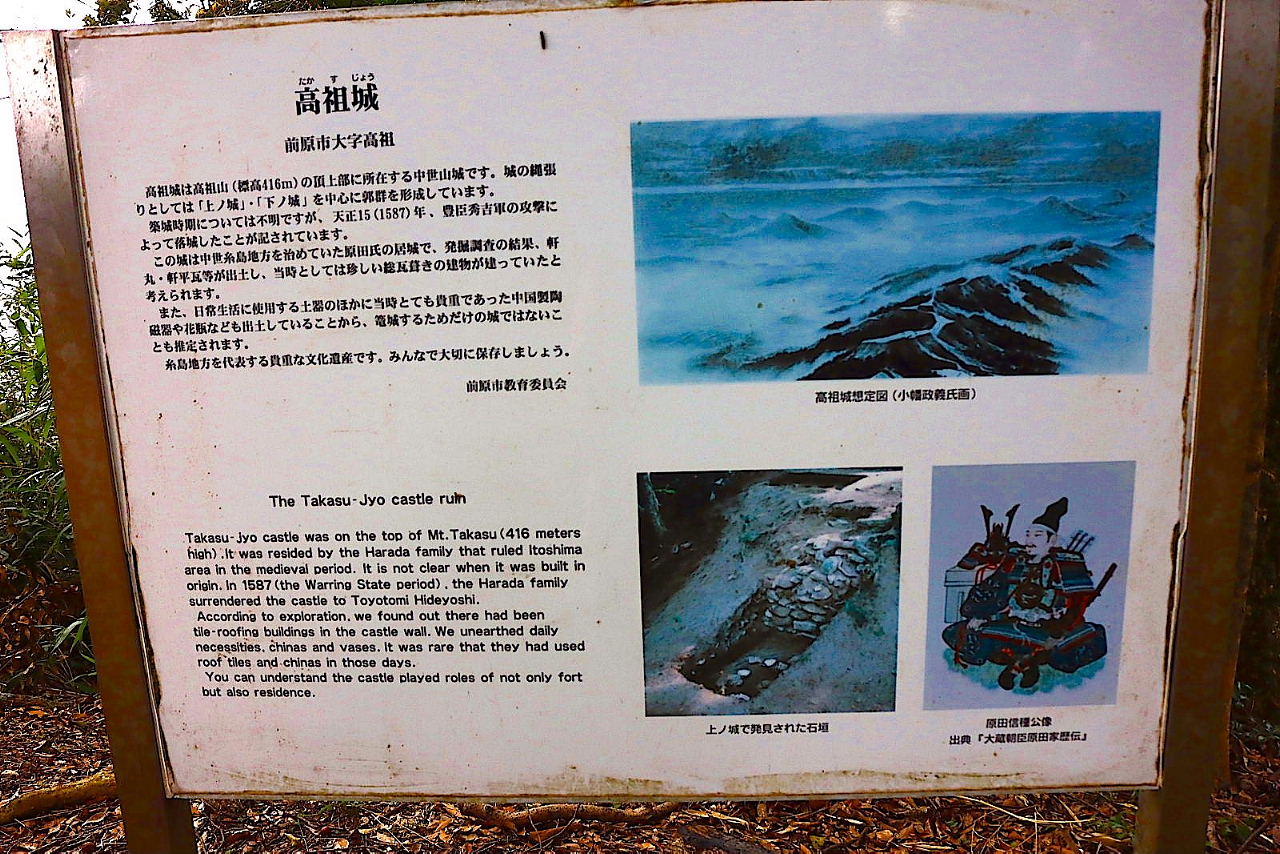 たか す じょう
高祖城
前原市大字高祖
高祖城は高祖山（標高416m）の頂上部に所在する中世山城です。城の縄張
りとしては「上ノ城」・「下ノ城」を中心に郭群を形成しています。
築城時期については不明ですが、天正15（1587）年、豊臣秀吉軍の攻撃に
よって落城したことが記されています。
この城は中世糸島地方を治めていた原田氏の居城で、発掘調査の結果、軒
丸・軒平瓦等が出土し、当時としては珍しい総瓦葺きの建物が建っていたと
考えられます。
また、日常生活に使用する土器のほかに当時とても貴重であった中国製陶
磁器や花瓶なども出土していることから、篭城するためだけの城ではないこ
とも推定されます。
糸島地方を代表する貴重な文化遺産です。みんなで大切に保存しましょう。
前原市教育委員会
The Takasu-Jyo castle ruin
Takasu-jyo castle was on the top of Mt.Takasu(416 meters
high).It was resided by the Harada family that ruled Itoshima
area in the medieval period. It is not clear when it was built in
origin. In 1587(the Warring State period), the Harada family
surrendered the castle to Toyotomi Hideyoshi.
According to exploration, we found out there had been
tile-roofing buildings in the castle wall. We unearthed daily
necessities, chinas and vases. It was rare that they had used
roof tiles and chinas in those days.
You can understand the castle played roles of not only fort
but also residence.
高祖城想定図（小幡政義氏画）
上ノ城で発見された石垣
原田信種公像
出典『大蔵朝臣原田家歴伝』